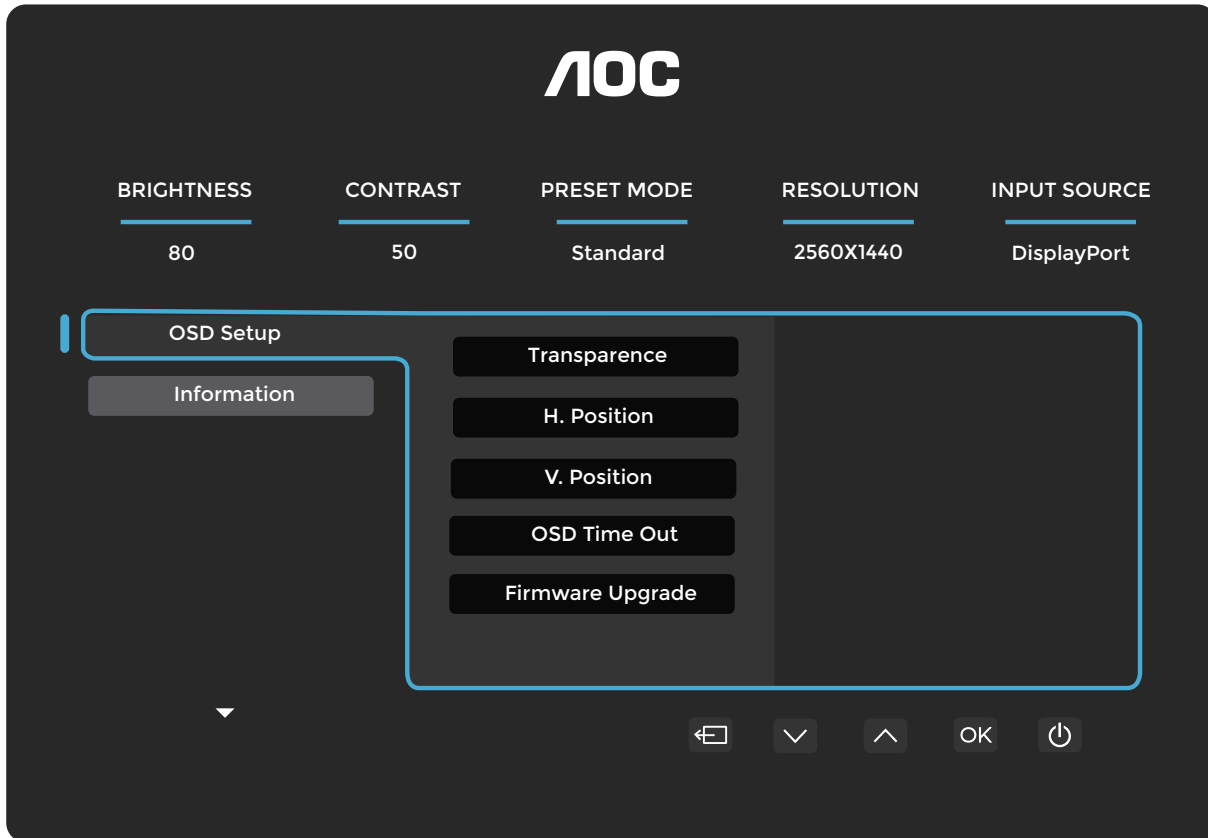 AOC
BRIGHTNESS CONTRAST PRESET MODE RESOLUTION INPUT SOURCE
80 50 Standard 2560X1440 DisplayPort
OSD Setup
Information
Transparence
H. Position
V. Position
OSD Time Out
Firmware Upgrade
OK